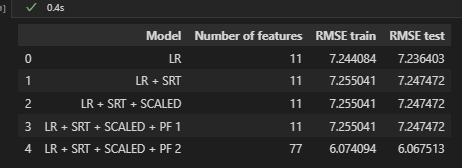 0.4s
Model Number of features RMSE train RMSE test
0 LR 11 7.244084 7.236403
1 LR + SRT 11 7.255041 7.247472
2 LR + SRT + SCALED 11 7.255041 7.247472
3 LR + SRT + SCALED + PF 1 11 7.255041 7.247472
4 LR + SRT + SCALED + PF 2 77 6.074094 6.067513